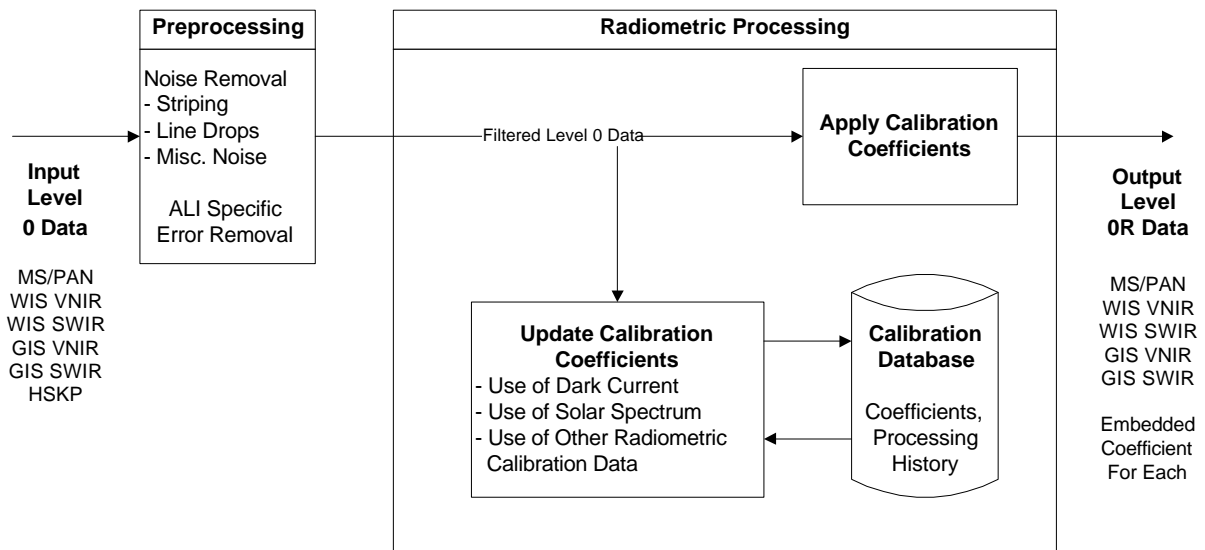 Preprocessing
Noise Removal
- Striping
- Line Drops
- Misc. Noise
ALI Specific
Error Removal
Input
Level
0 Data
MS/PAN
WIS VNIR
WIS SWIR
GIS VNIR
GIS SWIR
HSKP
Radiometric Processing
Filtered Level 0 Data
Apply Calibration
Coefficients
Update Calibration
Coefficients
- Use of Dark Current
- Use of Solar Spectrum
- Use of Other Radiometric
Calibration Data
Calibration
Database
Coefficients,
Processing
History
Output
Level
0R Data
MS/PAN
WIS VNIR
WIS SWIR
GIS VNIR
GIS SWIR
Embedded
Coefficient
For Each